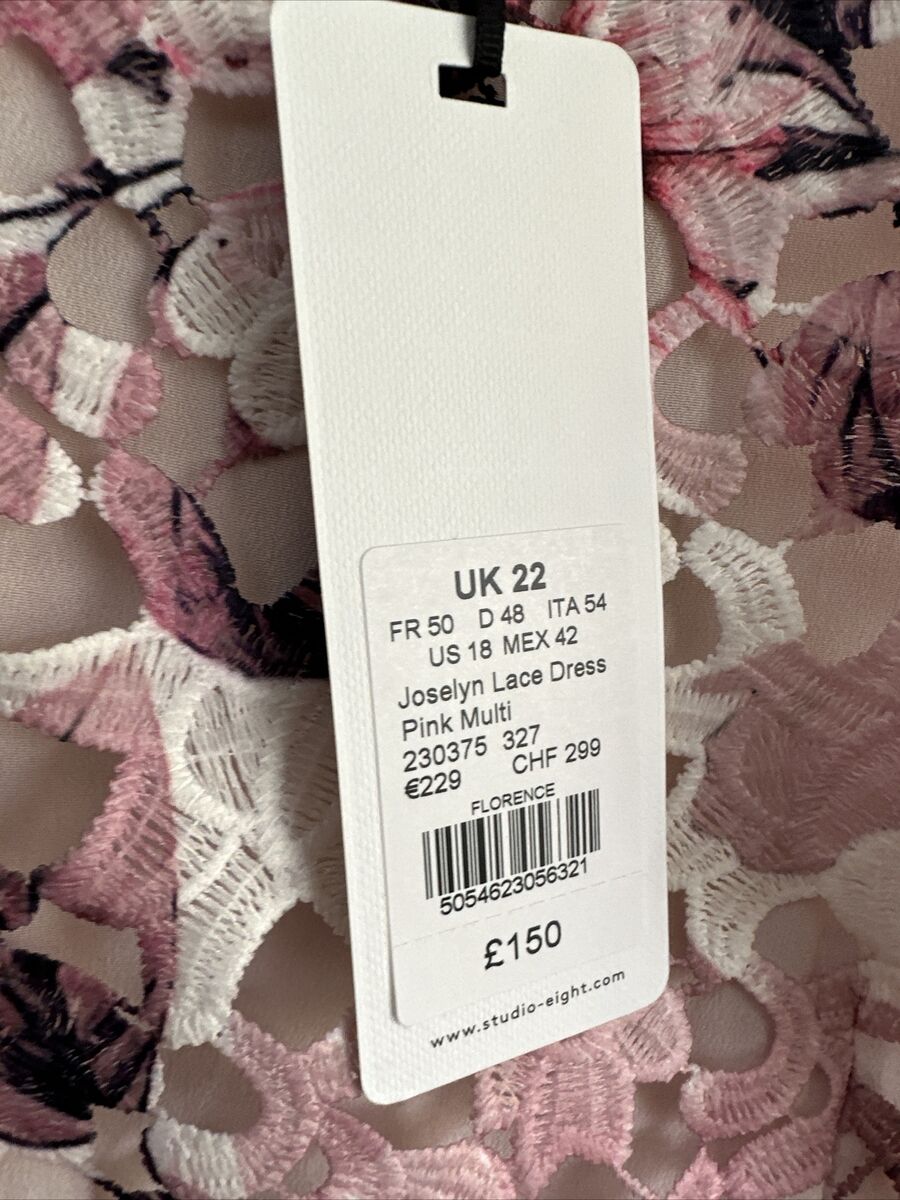 UK 22
FR 50 D 48 ITA 54
US 18 MEX 42
Joselyn Lace Dress
Pink Multi
230375 327
€229 CHF 299
FLORENCE
5054623056321
£150
www.studio-eight.com